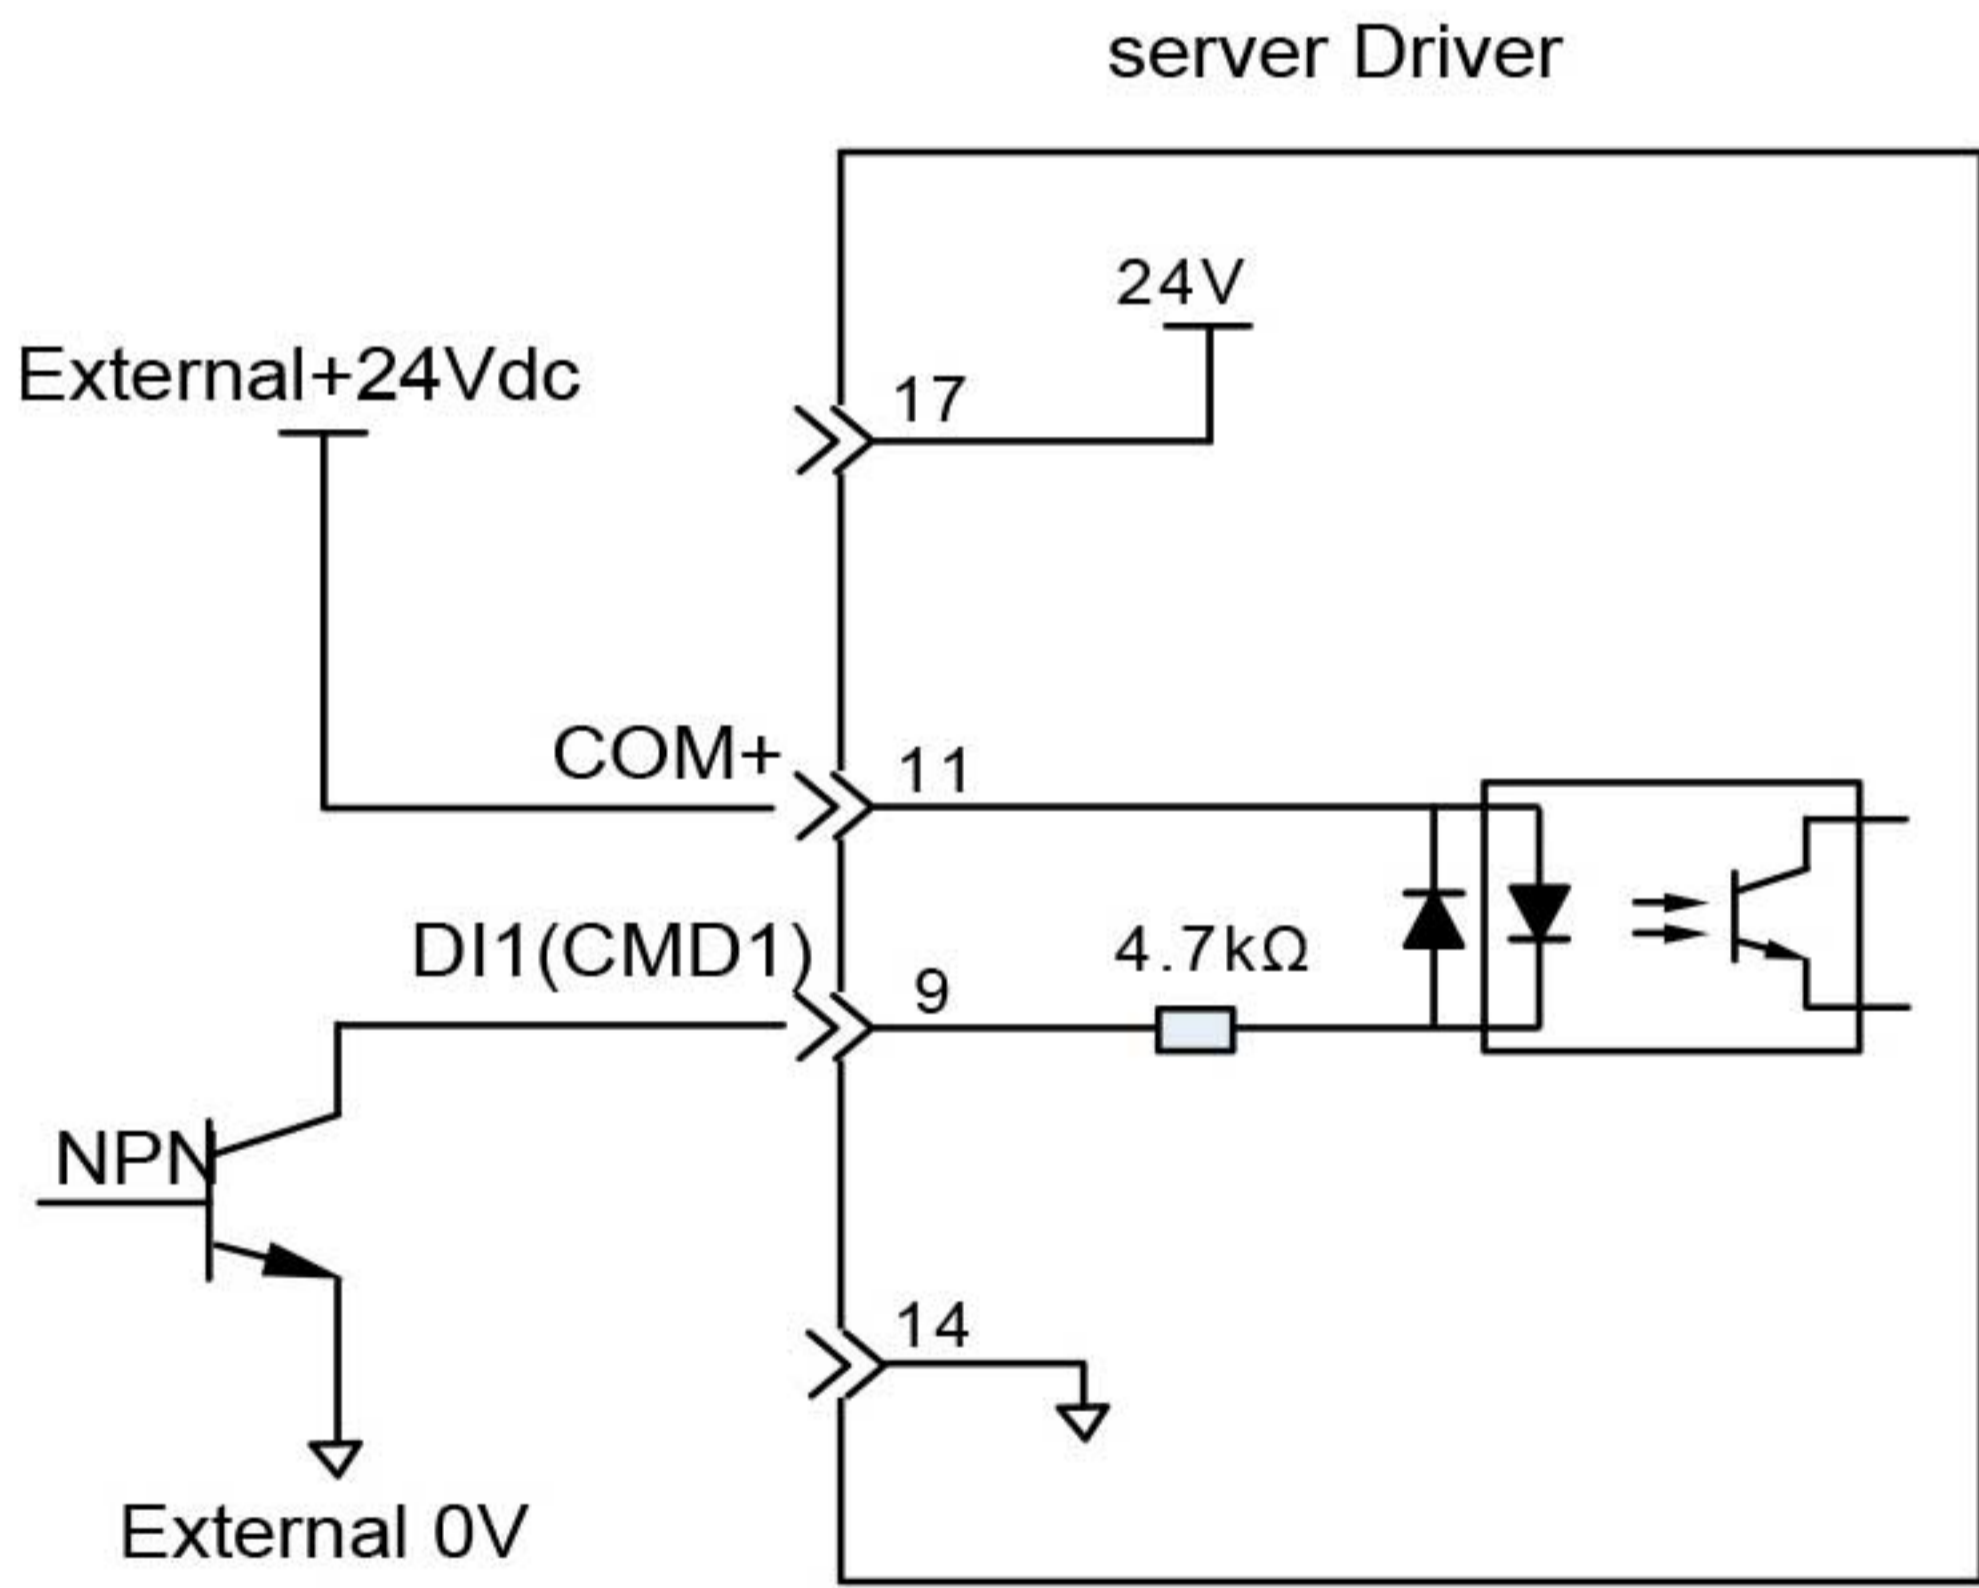 server Driver
24V
External+24Vdc
17
COM+
11
DI1(CMD1)
9
4.7kΩ
NPN
14
External 0V